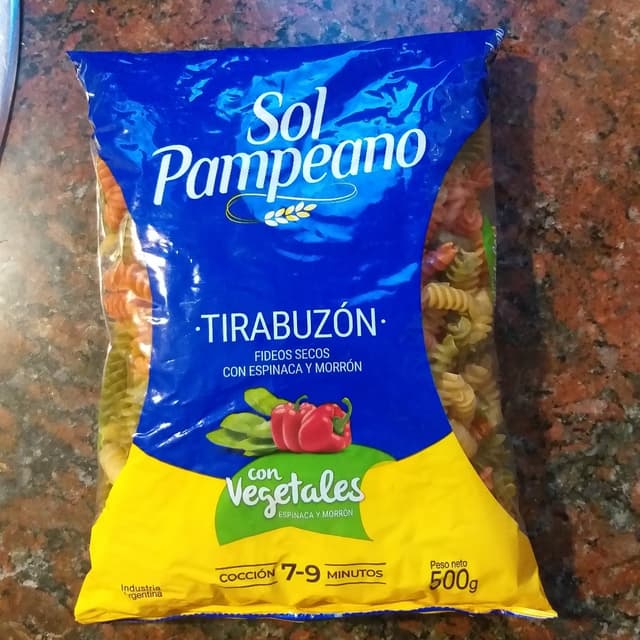 Sol
Pampeano
·TIRABUZÓN·
FIDEOS SECOS
CON ESPINACA Y MORRÓN
con
Vegetales
ESPINACA Y MORRÓN
COCCIÓN 7-9 MINUTOS
Peso neto
500g
Industria
Argentina